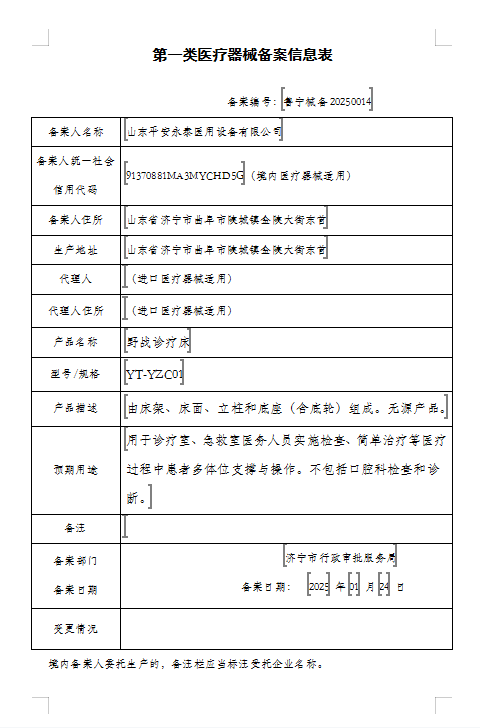 第一类医疗器械备案信息表
备案编号：鲁宁械备20250014
备案人名称 山东平安永泰医用设备有限公司
备案人统一社会
信用代码
91370881MA3MYCHD5G（境内医疗器械适用）
备案人住所 山东省济宁市曲阜市陵城镇金陵大街东首
生产地址 山东省济宁市曲阜市陵城镇金陵大街东首
代理人 （进口医疗器械适用）
代理人住所 （进口医疗器械适用）
产品名称 野战诊疗床
型号/规格 YT-YZC01
产品描述 由床架、床面、立柱和底座（含底轮）组成。无源产品。
预期用途
用于诊疗室、急救室医务人员实施检查、简单治疗等医疗
过程中患者多体位支撑与操作。不包括口腔科检查和诊
断。
备注
备案部门 济宁市行政审批服务局
备案日期 备案日期： 2025 年 01 月 24 日
变更情况
境内备案人委托生产的，备注栏应当标注受托企业名称。